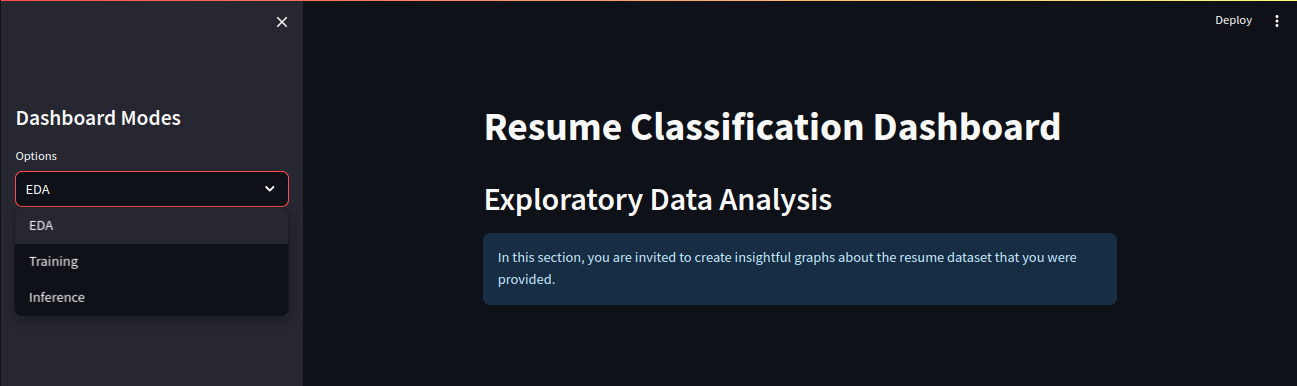 Deploy
Dashboard Modes
Options
EDA
EDA
Training
Inference
Resume Classification Dashboard
Exploratory Data Analysis
In this section, you are invited to create insightful graphs about the resume dataset that you were
provided.